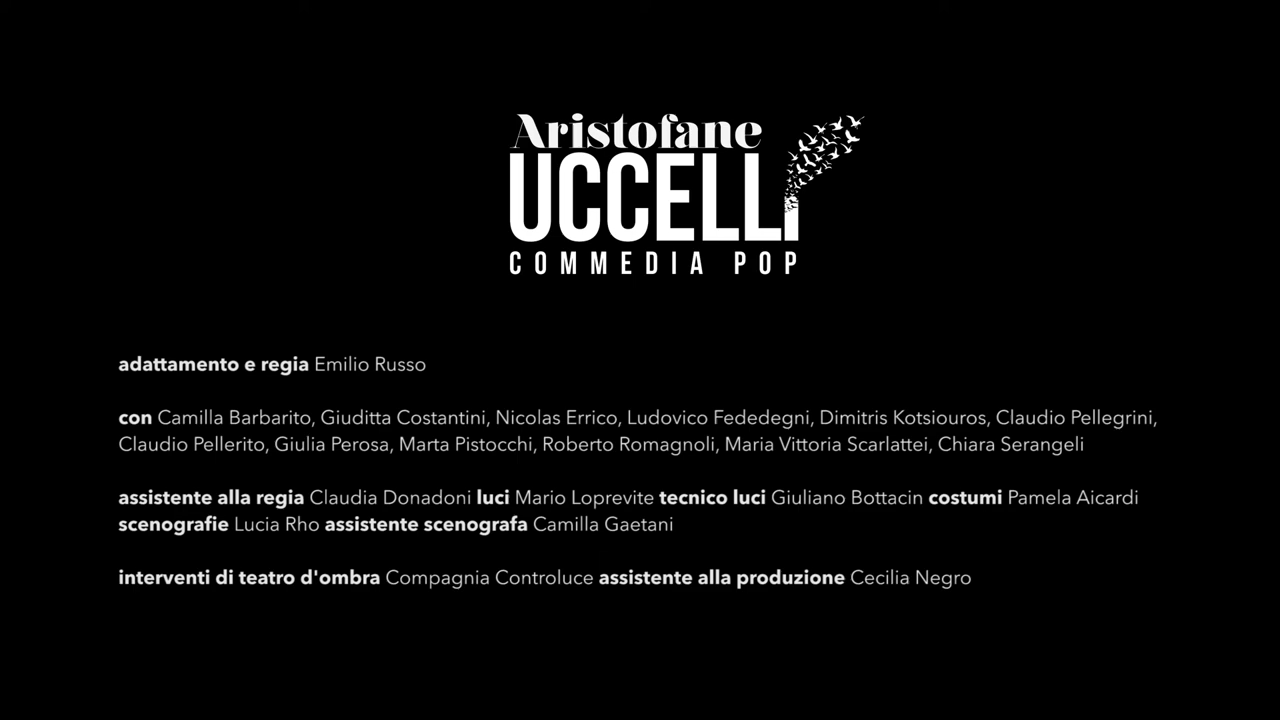 Aristofane
UCCELLI
COMMEDIA POP
adattamento e regia Emilio Russo
con Camilla Barbarito, Giuditta Costantini, Nicolas Errico, Ludovico Fededegni, Dimitris Kotsiouros, Claudio Pellegrini,
Claudio Pellerito, Giulia Perosa, Marta Pistocchi, Roberto Romagnoli, Maria Vittoria Scarlattei, Chiara Serangeli
assistente alla regia Claudia Donadoni luci Mario Loprevite tecnico luci Giuliano Bottacin costumi Pamela Aicardi
scenografie Lucia Rho assistente scenografa Camilla Gaetani
interventi di teatro d'ombra Compagnia Controluce assistente alla produzione Cecilia Negro